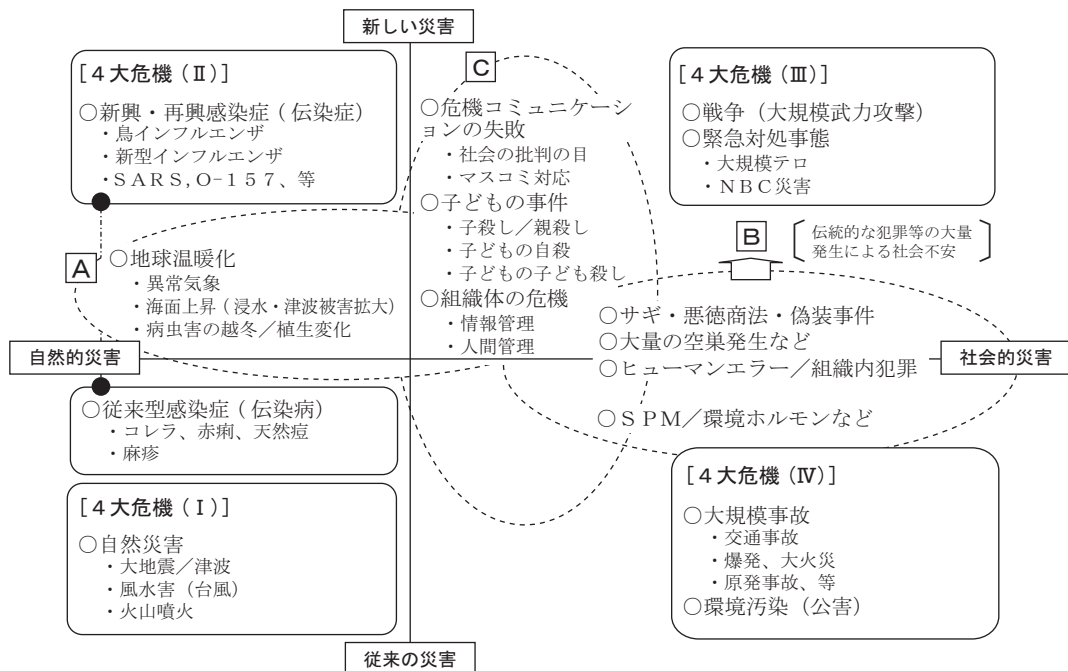 新しい災害
[４大危機（Ⅱ）]
○新興・再興感染症（伝染症）
・鳥インフルエンザ
・新型インフルエンザ
・ＳＡＲＳ,Ｏ−１５７、等
C
○危機コミュニケーシ
ョンの失敗
・社会の批判の目
・マスコミ対応
○子どもの事件
・子殺し／親殺し
・子どもの自殺
・子どもの子ども殺し
○組織体の危機
・情報管理
・人間管理
[４大危機（Ⅲ）]
○戦争（大規模武力攻撃）
○緊急対処事態
・大規模テロ
・ＮＢＣ災害
A
○地球温暖化
・異常気象
・海面上昇（浸水・津波被害拡大）
・病虫害の越冬／植生変化
B
伝統的な犯罪等の大量
発生による社会不安
○サギ・悪徳商法・偽装事件
○大量の空巣発生など
○ヒューマンエラー／組織内犯罪
○ＳＰＭ／環境ホルモンなど
自然的災害
社会的災害
○従来型感染症（伝染病）
・コレラ、赤痢、天然痘
・麻疹
[４大危機（Ⅰ）]
○自然災害
・大地震／津波
・風水害（台風）
・火山噴火
[４大危機（Ⅳ）]
○大規模事故
・交通事故
・爆発、大火災
・原発事故、等
○環境汚染（公害）
従来の災害